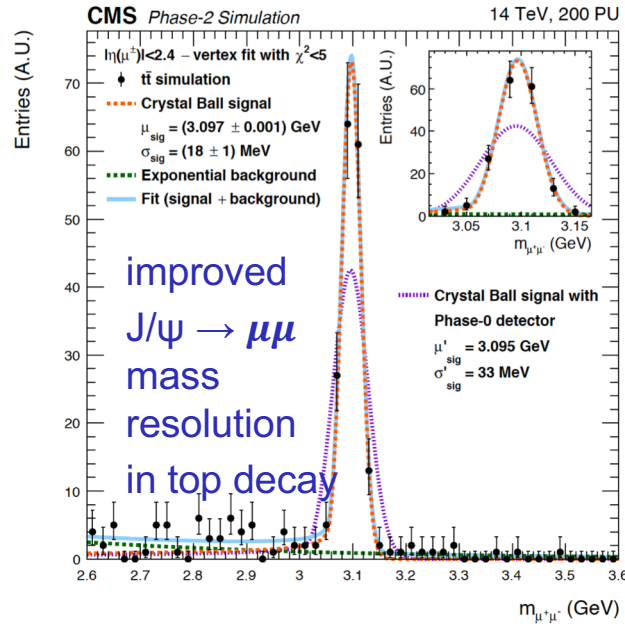 CMS Phase-2 Simulation 14 TeV, 200 PU
Entries (A.U.)
|η(μ±)|<2.4 – vertex fit with χ²<5
tt̄ simulation
Crystal Ball signal
μsig = (3.097 ± 0.001) GeV
σsig = (18 ± 1) MeV
Exponential background
Fit (signal + background)
improved
J/ψ → μμ
mass
resolution
in top decay
70
60
50
40
30
20
10
0
2.6 2.7 2.8 2.9 3 3.1 3.2 3.3 3.4 3.5 3.6
mμ⁺μ⁻ (GeV)
Entries (A.U.)
60
40
20
0
3.05 3.10 3.15
mμ⁺μ⁻ (GeV)
Crystal Ball signal with
Phase-0 detector
μ'sig = 3.095 GeV
σ'sig = 33 MeV